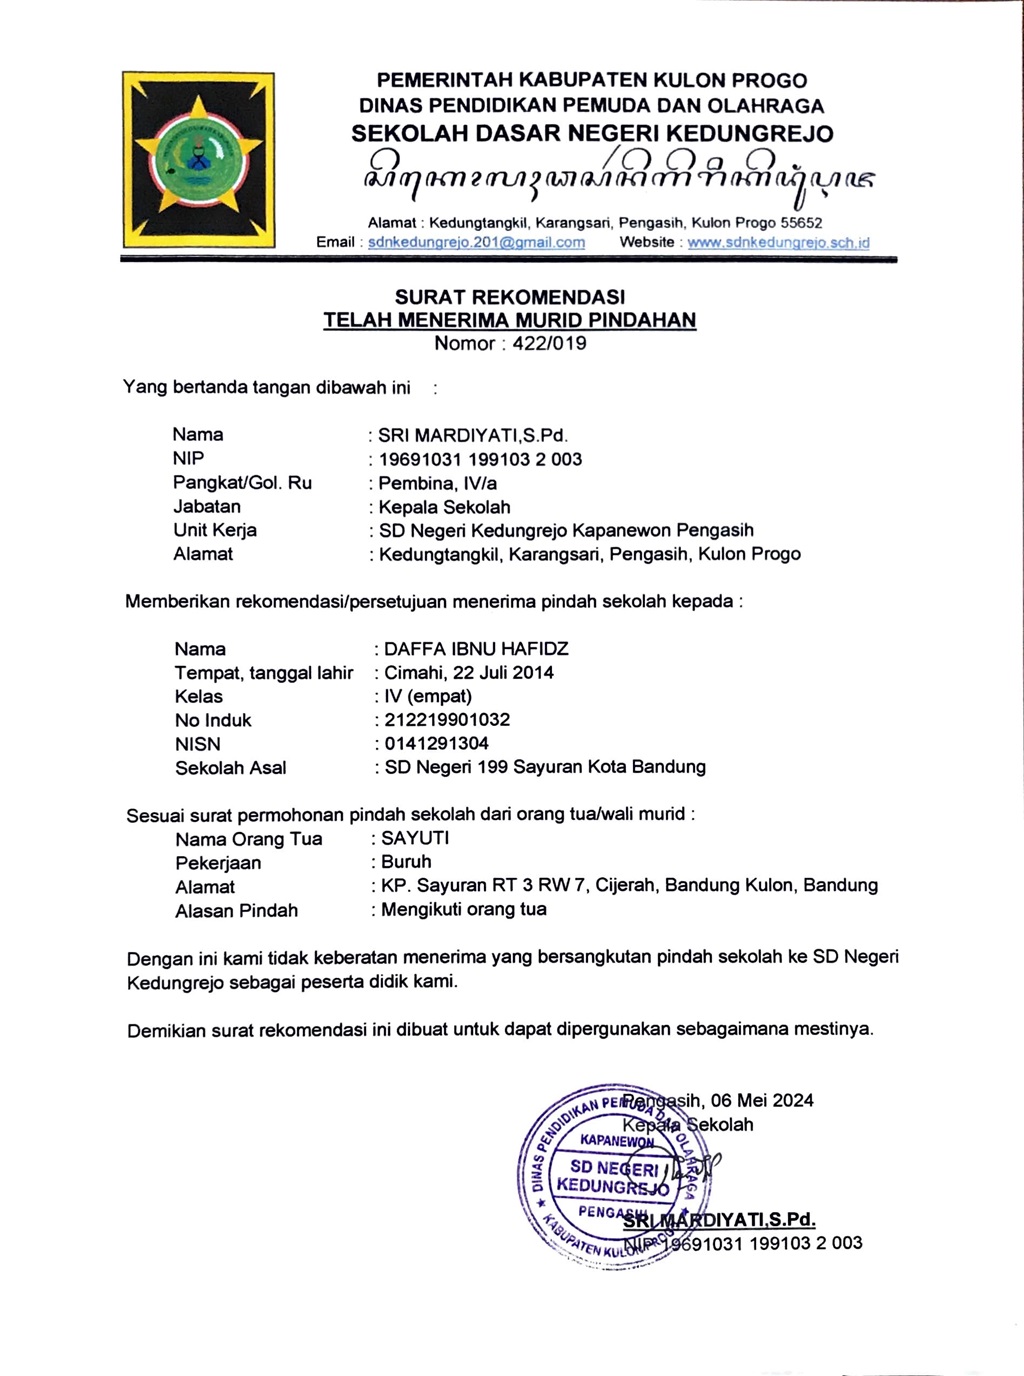 PEMERINTAH KABUPATEN KULON PROGO
DINAS PENDIDIKAN PEMUDA DAN OLAHRAGA
SEKOLAH DASAR NEGERI KEDUNGREJO
Alamat : Kedungtangkil, Karangsari, Pengasih, Kulon Progo 55652
Email : sdnkedungrejo.201@gmail.com Website : www.sdnkedungrejo.sch.id
SURAT REKOMENDASI
TELAH MENERIMA MURID PINDAHAN
Nomor : 422/019
Yang bertanda tangan dibawah ini :
Nama : SRI MARDIYATI,S.Pd.
NIP : 19691031 199103 2 003
Pangkat/Gol. Ru : Pembina, IV/a
Jabatan : Kepala Sekolah
Unit Kerja : SD Negeri Kedungrejo Kapanewon Pengasih
Alamat : Kedungtangkil, Karangsari, Pengasih, Kulon Progo
Memberikan rekomendasi/persetujuan menerima pindah sekolah kepada :
Nama : DAFFA IBNU HAFIDZ
Tempat, tanggal lahir : Cimahi, 22 Juli 2014
Kelas : IV (empat)
No Induk : 212219901032
NISN : 0141291304
Sekolah Asal : SD Negeri 199 Sayuran Kota Bandung
Sesuai surat permohonan pindah sekolah dari orang tua/wali murid :
Nama Orang Tua : SAYUTI
Pekerjaan : Buruh
Alamat : KP. Sayuran RT 3 RW 7, Cijerah, Bandung Kulon, Bandung
Alasan Pindah : Mengikuti orang tua
Dengan ini kami tidak keberatan menerima yang bersangkutan pindah sekolah ke SD Negeri
Kedungrejo sebagai peserta didik kami.
Demikian surat rekomendasi ini dibuat untuk dapat dipergunakan sebagaimana mestinya.
Pengasih, 06 Mei 2024
Kepala Sekolah
DINAS PENDIDIKAN PEMUDA DAN OLAHRAGA
KAPANEWON
SD NEGERI
KEDUNGREJO
PENGASIH
KABUPATEN KULON PROGO
SRI MARDIYATI,S.Pd.
NIP 19691031 199103 2 003